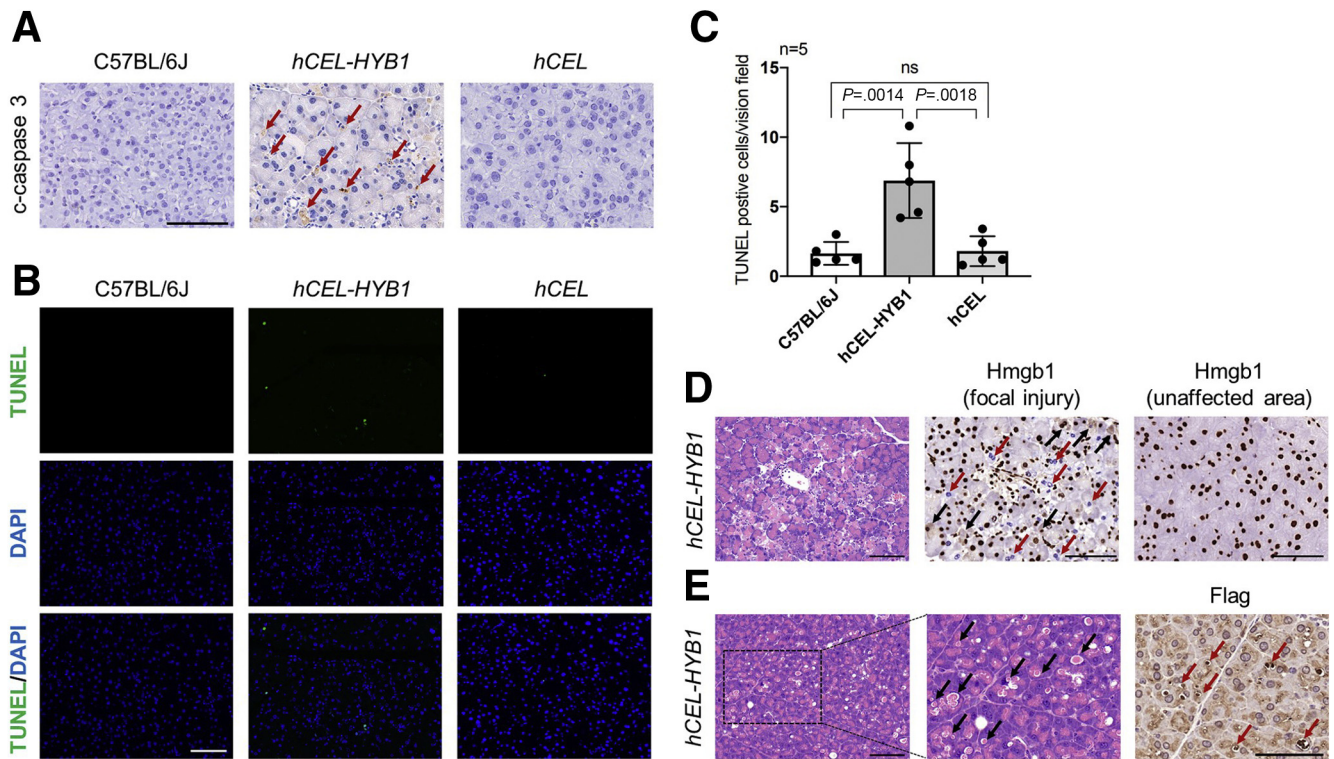 A
C57BL/6J
hCEL-HYB1
hCEL
c-caspase 3
B
C57BL/6J
hCEL-HYB1
hCEL
TUNEL
DAPI
TUNEL/DAPI
C
n=5
TUNEL postive cells/vision field
15
10
5
0
ns
P=.0014
P=.0018
C57BL/6J
hCEL-HYB1
hCEL
D
Hmgb1
(focal injury)
Hmgb1
(unaffected area)
hCEL-HYB1
E
Flag
hCEL-HYB1